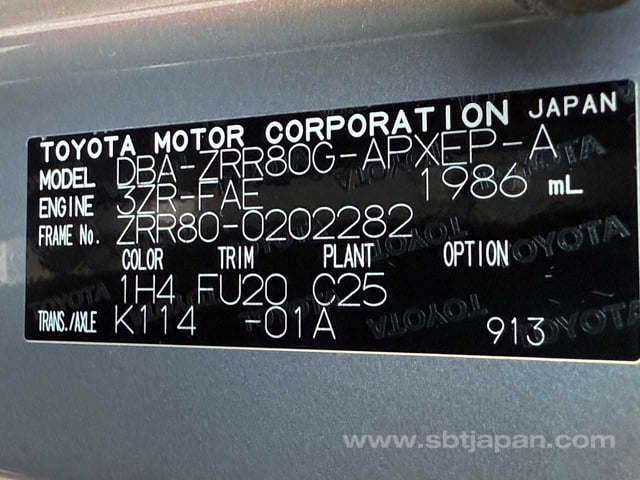 TOYOTA MOTOR CORPORATION JAPAN
MODEL DBA-ZRR80G-APXEP-A
ENGINE 3ZR-FAE 1986 mL
FRAME No. ZRR80-0202282
COLOR TRIM PLANT OPTION
1H4 FU20 C25
TRANS./AXLE K114 -01A 913
www.sbtjapan.com